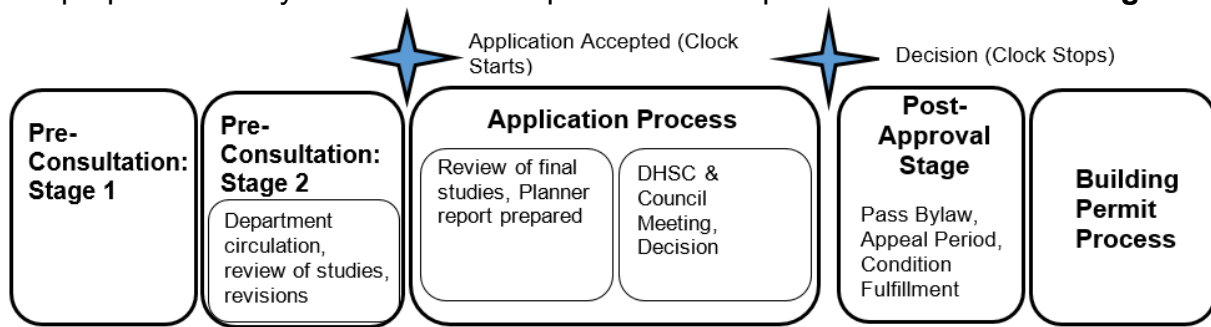 Application Accepted (Clock
Starts)
Decision (Clock Stops)
Pre-
Consultation:
Stage 1
Pre-
Consultation:
Stage 2
Department
circulation,
review of studies,
revisions
Application Process
Review of final
studies, Planner
report prepared
DHSC &
Council
Meeting,
Decision
Post-
Approval
Stage
Pass Bylaw,
Appeal Period,
Condition
Fulfillment
Building
Permit
Process